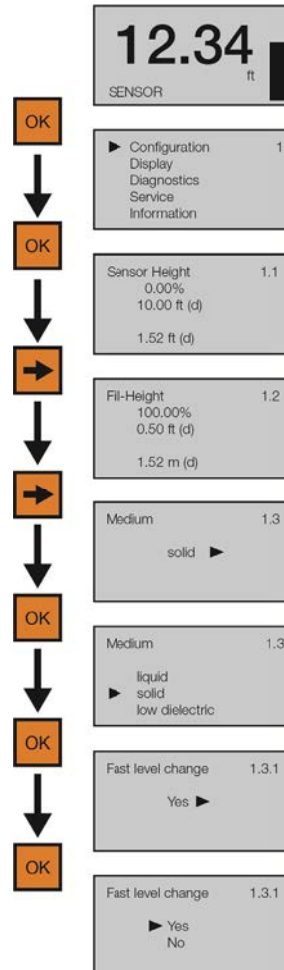 12.34
ft
SENSOR
OK
Configuration 1
Display
Diagnostics
Service
Information
OK
Sensor Height 1.1
0.00%
10.00 ft (d)
1.52 ft (d)
Fil-Height 1.2
100.00%
0.50 ft (d)
1.52 m (d)
Medium 1.3
solid
OK
Medium 1.3
liquid
solid
low dielectric
OK
Fast level change 1.3.1
Yes
OK
Fast level change 1.3.1
Yes
No